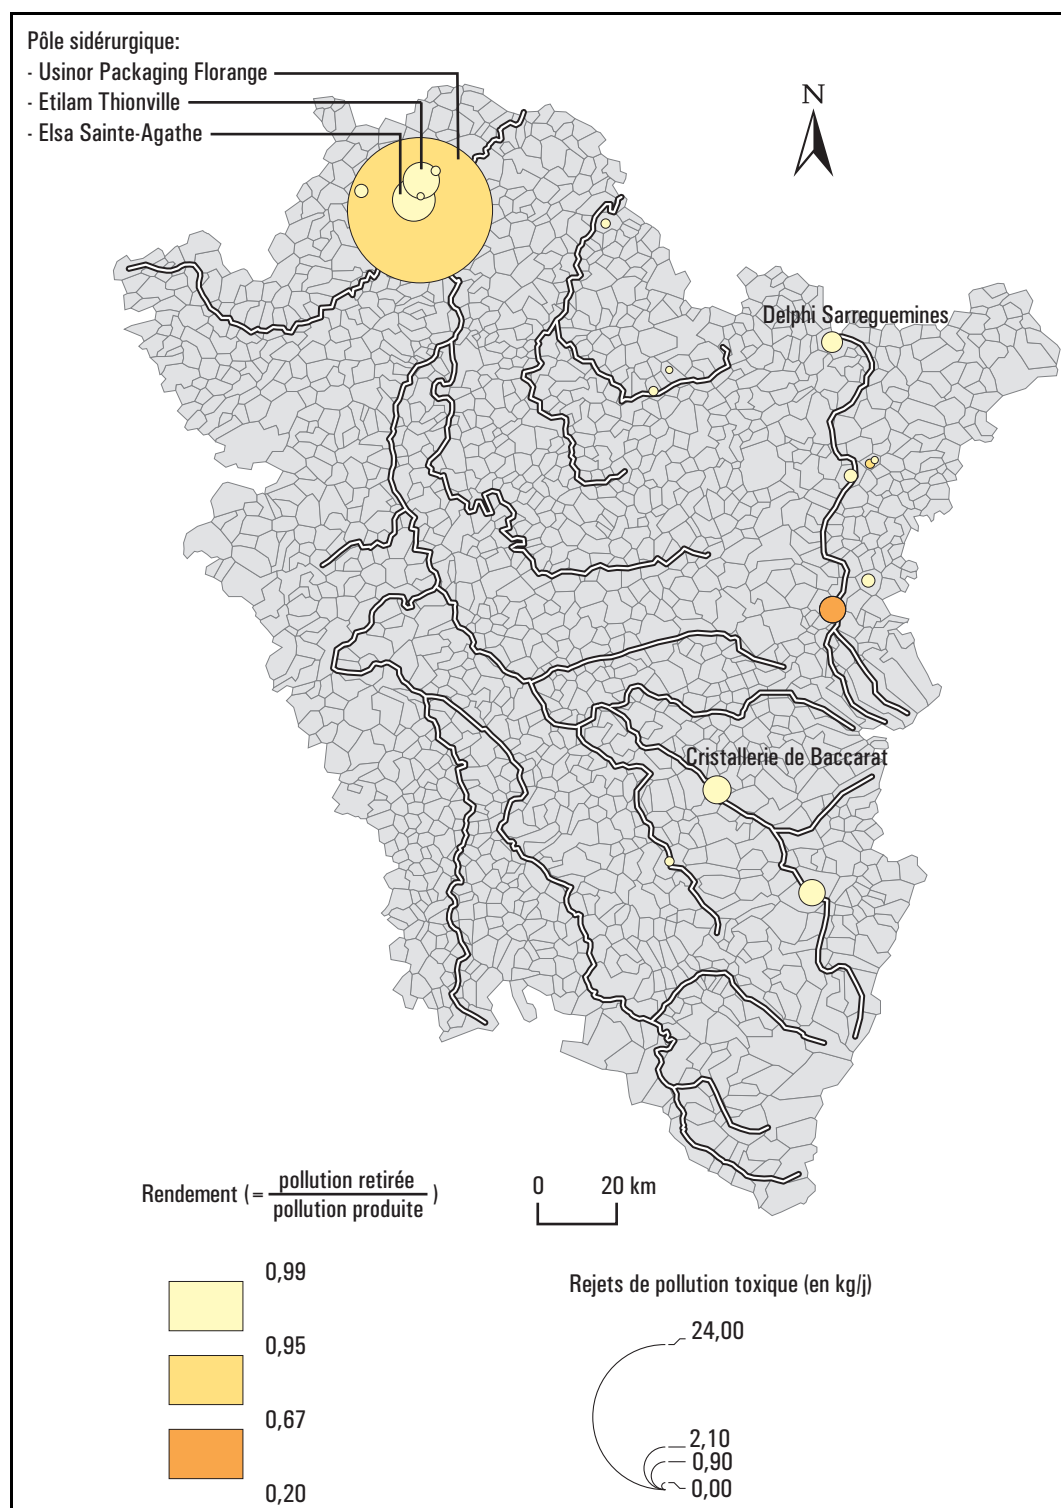 Pôle sidérurgique:
- Usinor Packaging Florange
- Etilam Thionville
- Elsa Sainte-Agathe
N
Delphi Sarreguemines
Cristallerie de Baccarat
Rendement (= pollution retirée
pollution produite )
0 20 km
0,99
0,95
0,67
0,20
Rejets de pollution toxique (en kg/j)
24,00
2,10
0,90
0,00